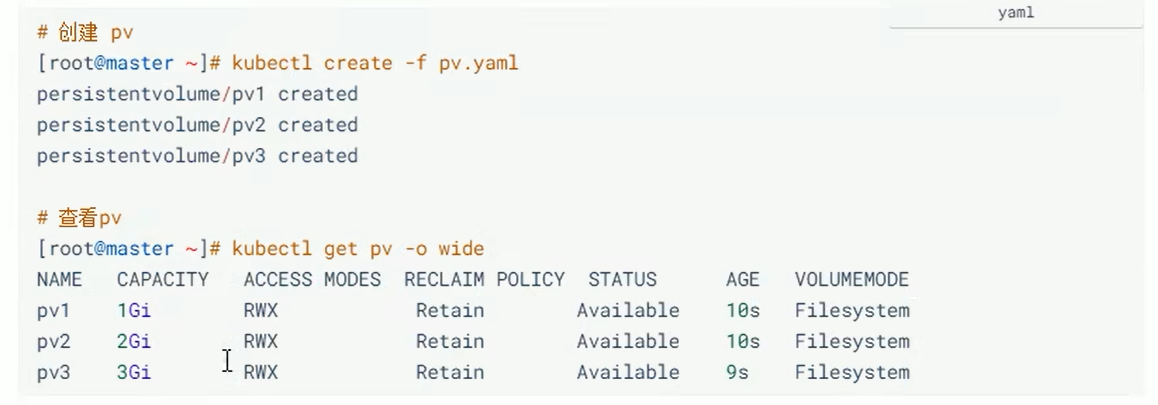 yaml
# 创建 pv
[root@master ~]# kubectl create -f pv.yaml
persistentvolume/pv1 created
persistentvolume/pv2 created
persistentvolume/pv3 created
# 查看pv
[root@master ~]# kubectl get pv -o wide
NAME CAPACITY ACCESS MODES RECLAIM POLICY STATUS AGE VOLUMEMODE
pv1 1Gi RWX Retain Available 10s Filesystem
pv2 2Gi RWX Retain Available 10s Filesystem
pv3 3Gi RWX Retain Available 9s Filesystem